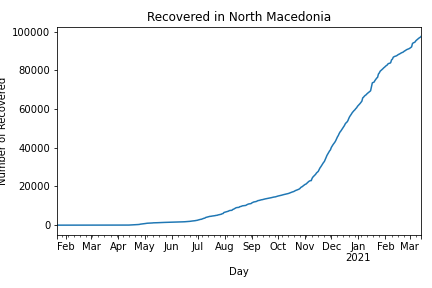 Recovered in North Macedonia
100000
80000
60000
40000
20000
0
Number of Recovered
Feb Mar Apr May Jun Jul Aug Sep Oct Nov Dec Jan Feb Mar
2021
Day